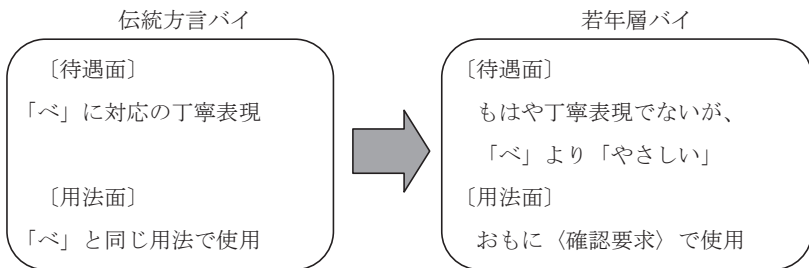 伝統方言バイ
〔待遇面〕
「べ」に対応の丁寧表現
〔用法面〕
「べ」と同じ用法で使用
若年層バイ
〔待遇面〕
もはや丁寧表現でないが、
「べ」より「やさしい」
〔用法面〕
おもに〈確認要求〉で使用